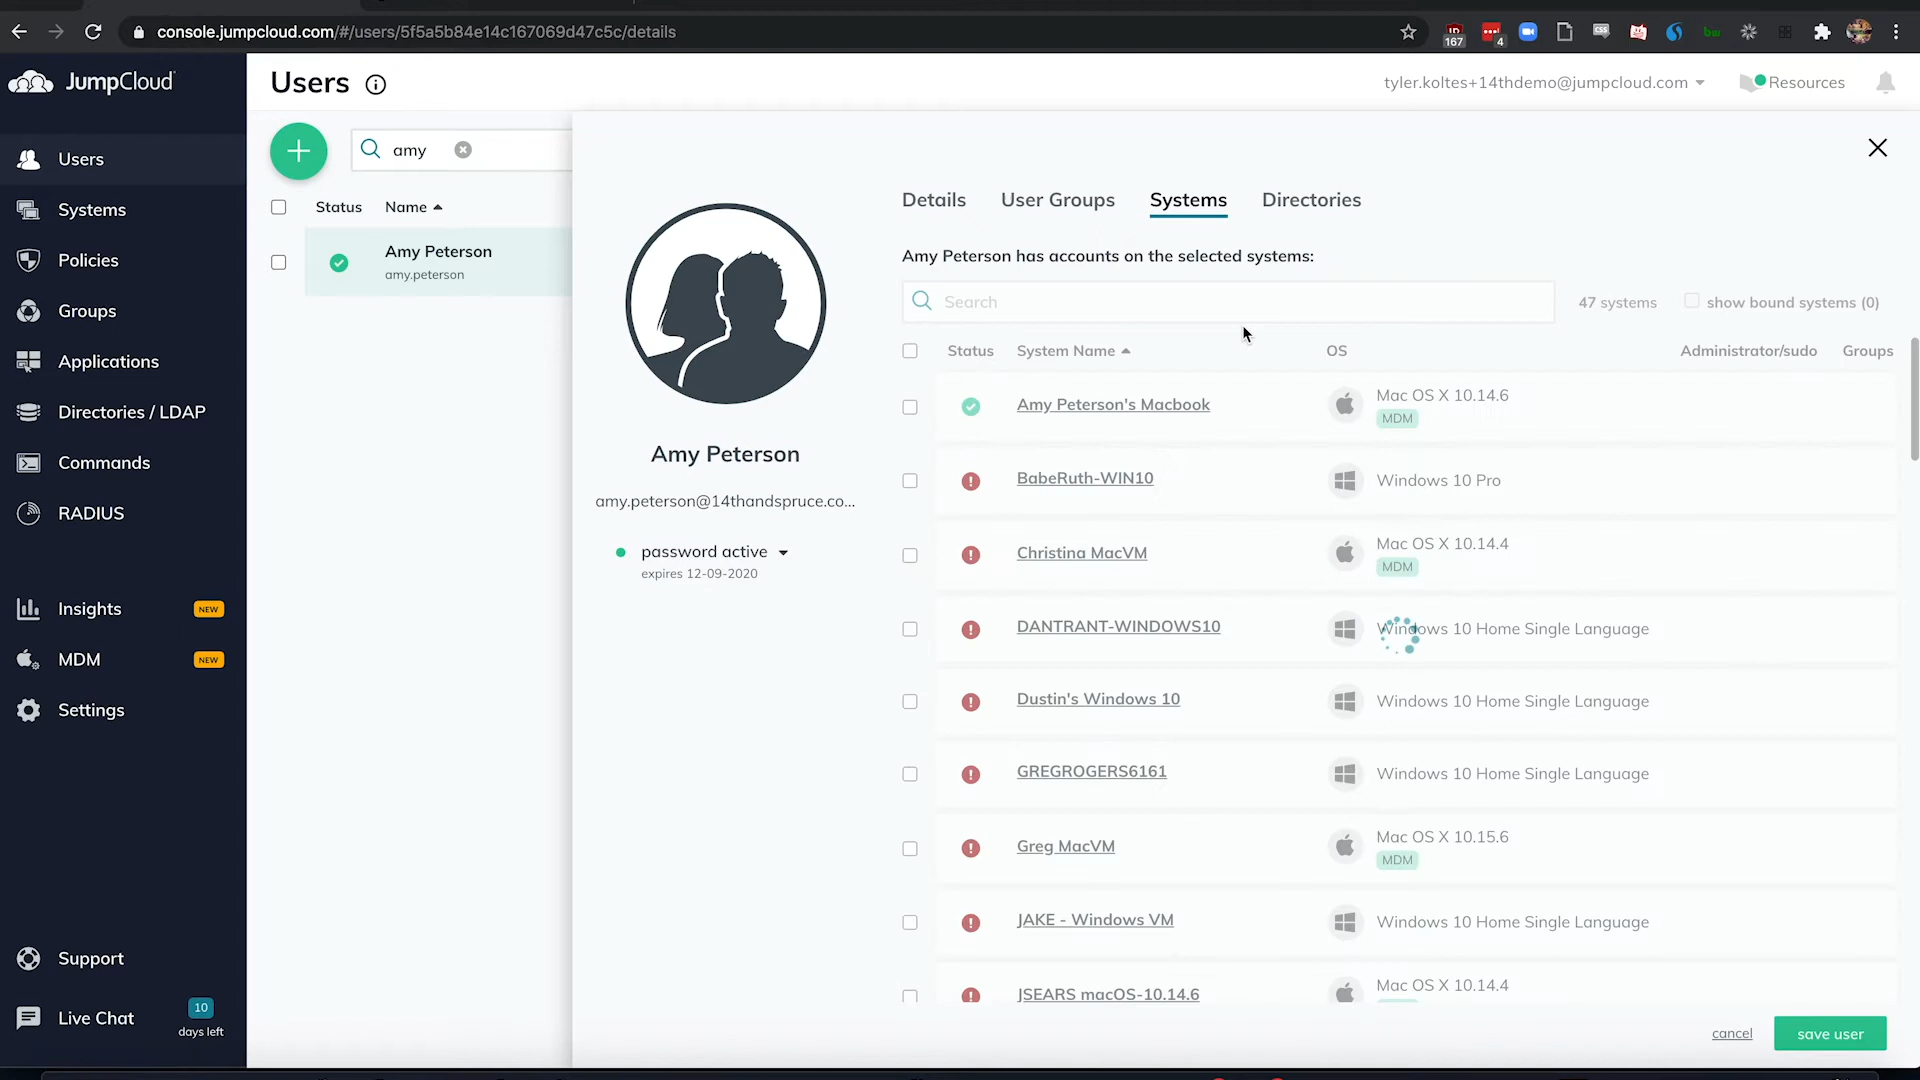 console.jumpcloud.com/#/users/5f5a5b84e14c167069d47c5c/details
167
4
CSS
bw
JumpCloud
Users
tyler.koltes+14thdemo@jumpcloud.com
Resources
Users
Systems
Policies
Groups
Applications
Directories / LDAP
Commands
RADIUS
Insights NEW
MDM NEW
Settings
Support
Live Chat
10
days left
amy
Status Name
Amy Peterson
amy.peterson
Amy Peterson
amy.peterson@14thandspruce.co...
password active
expires 12-09-2020
Details User Groups Systems Directories
Amy Peterson has accounts on the selected systems:
Search
47 systems
show bound systems (0)
Status System Name OS Administrator/sudo Groups
Amy Peterson's Macbook Mac OS X 10.14.6
MDM
BabeRuth-WIN10 Windows 10 Pro
Christina MacVM Mac OS X 10.14.4
MDM
DANTRANT-WINDOWS10 Windows 10 Home Single Language
Dustin's Windows 10 Windows 10 Home Single Language
GREGROGERS6161 Windows 10 Home Single Language
Greg MacVM Mac OS X 10.15.6
MDM
JAKE - Windows VM Windows 10 Home Single Language
JSEARS macOS-10.14.6 Mac OS X 10.14.4
cancel
save user